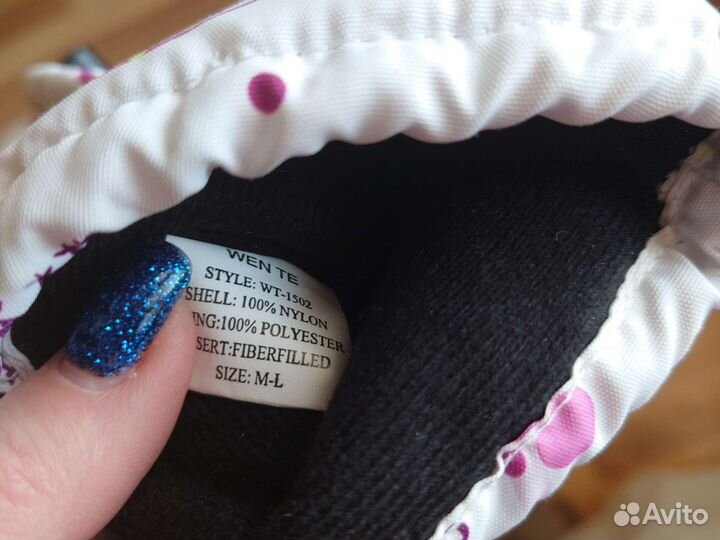 WEN TE
STYLE: WT-1502
SHELL: 100% NYLON
ING:100% POLYESTER
SERT:FIBERFILLED
SIZE: M-L
Avito